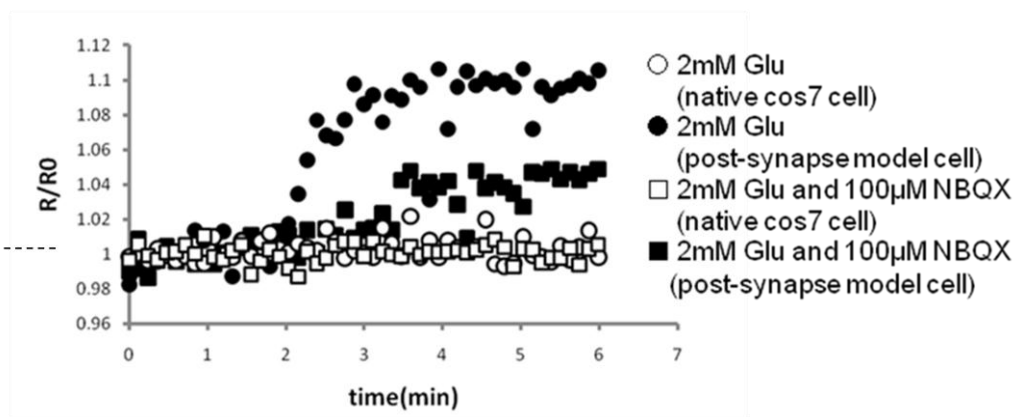 1.12
1.1
1.08
1.06
1.04
1.02
1
0.98
0.96
R/R0
0 1 2 3 4 5 6 7
time(min)
2mM Glu
(native cos7 cell)
2mM Glu
(post-synapse model cell)
2mM Glu and 100µM NBQX
(native cos7 cell)
2mM Glu and 100µM NBQX
(post-synapse model cell)